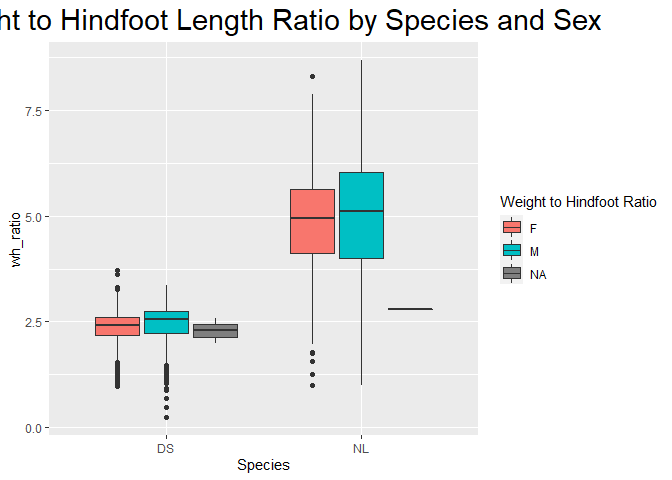 ht to Hindfoot Length Ratio by Species and Sex
7.5
5.0
2.5
0.0
wh_ratio
DS
NL
Species
Weight to Hindfoot Ratio
F
M
NA